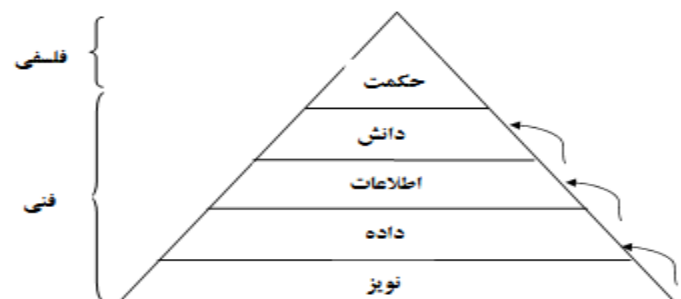 حکمت
فلسفی
دانش
اطلاعات
فنی
داده
نویز